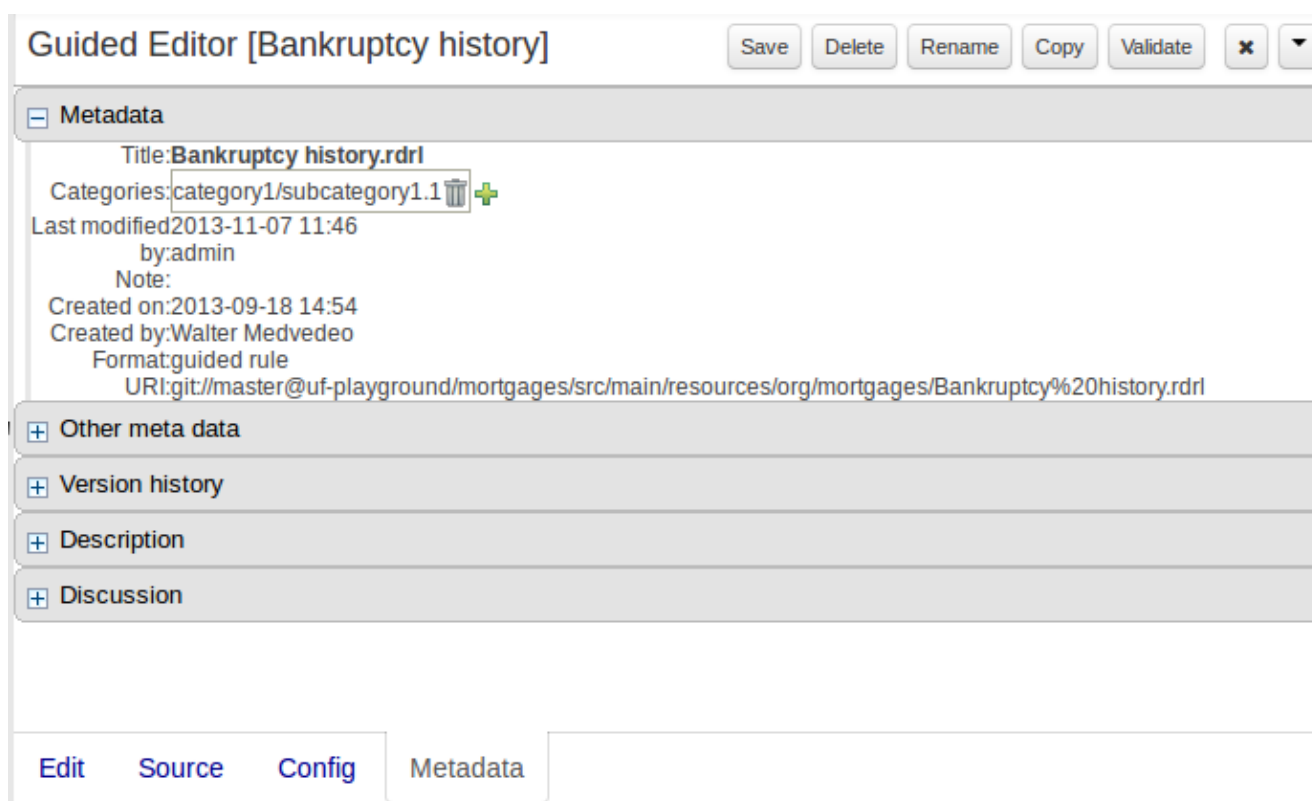 Guided Editor [Bankruptcy history] Save Delete Rename Copy Validate
Metadata
Title:Bankruptcy history.rdrl
Categories:category1/subcategory1.1
Last modified2013-11-07 11:46
by:admin
Note:
Created on:2013-09-18 14:54
Created by:Walter Medvedeo
Format:guided rule
URI:git://master@uf-playground/mortgages/src/main/resources/org/mortgages/Bankruptcy%20history.rdrl
Other meta data
Version history
Description
Discussion
Edit Source Config Metadata